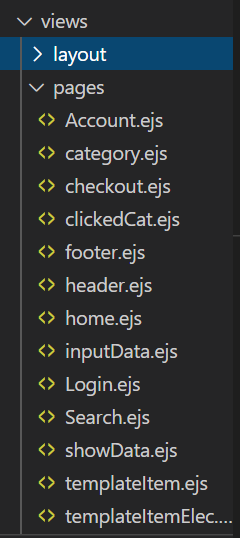 views
layout
pages
Account.ejs
category.ejs
checkout.ejs
clickedCat.ejs
footer.ejs
header.ejs
home.ejs
inputData.ejs
Login.ejs
Search.ejs
showData.ejs
templateItem.ejs
templateItemElec....